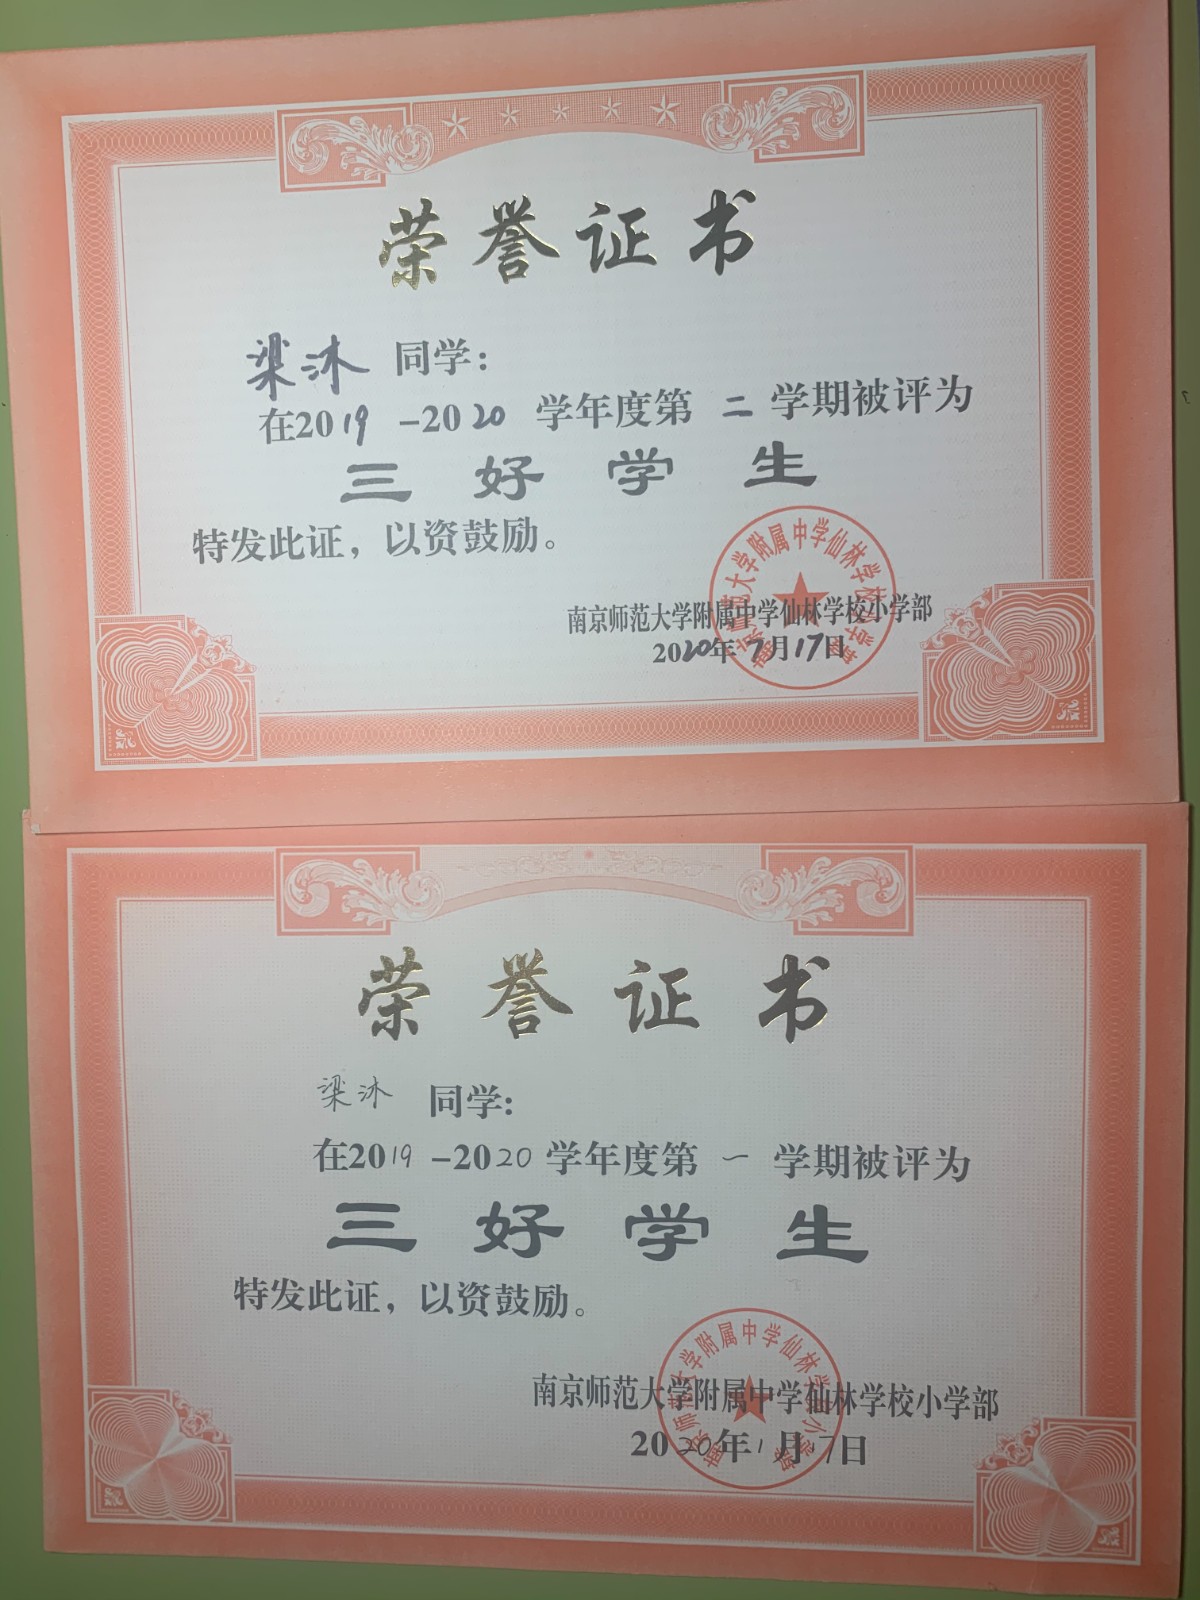 荣誉证书
梁沐 同学：
在2019-2020 学年度第 二 学期被评为
三好学生
特发此证，以资鼓励。
南京师范大学附属中学仙林学校小学部
2020年7月17日
荣誉证书
梁沐 同学：
在2019-2020 学年度第 一 学期被评为
三好学生
特发此证，以资鼓励。
南京师范大学附属中学仙林学校小学部
2020年1月17日